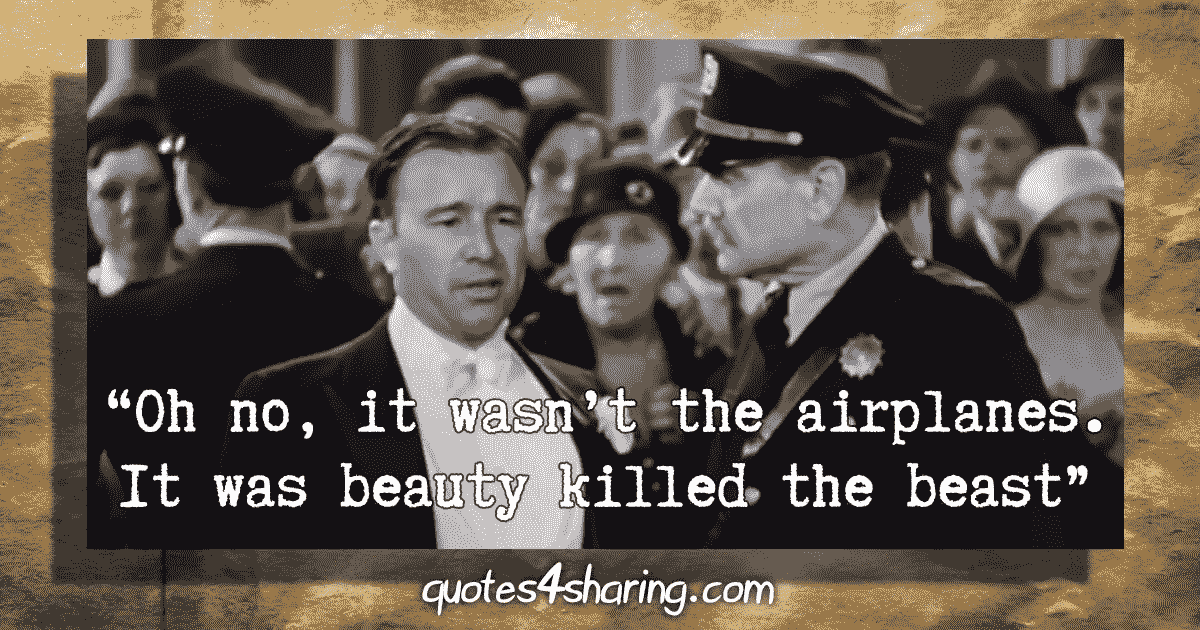 “Oh no, it wasn’t the airplanes.
It was beauty killed the beast”
quotes4sharing.com